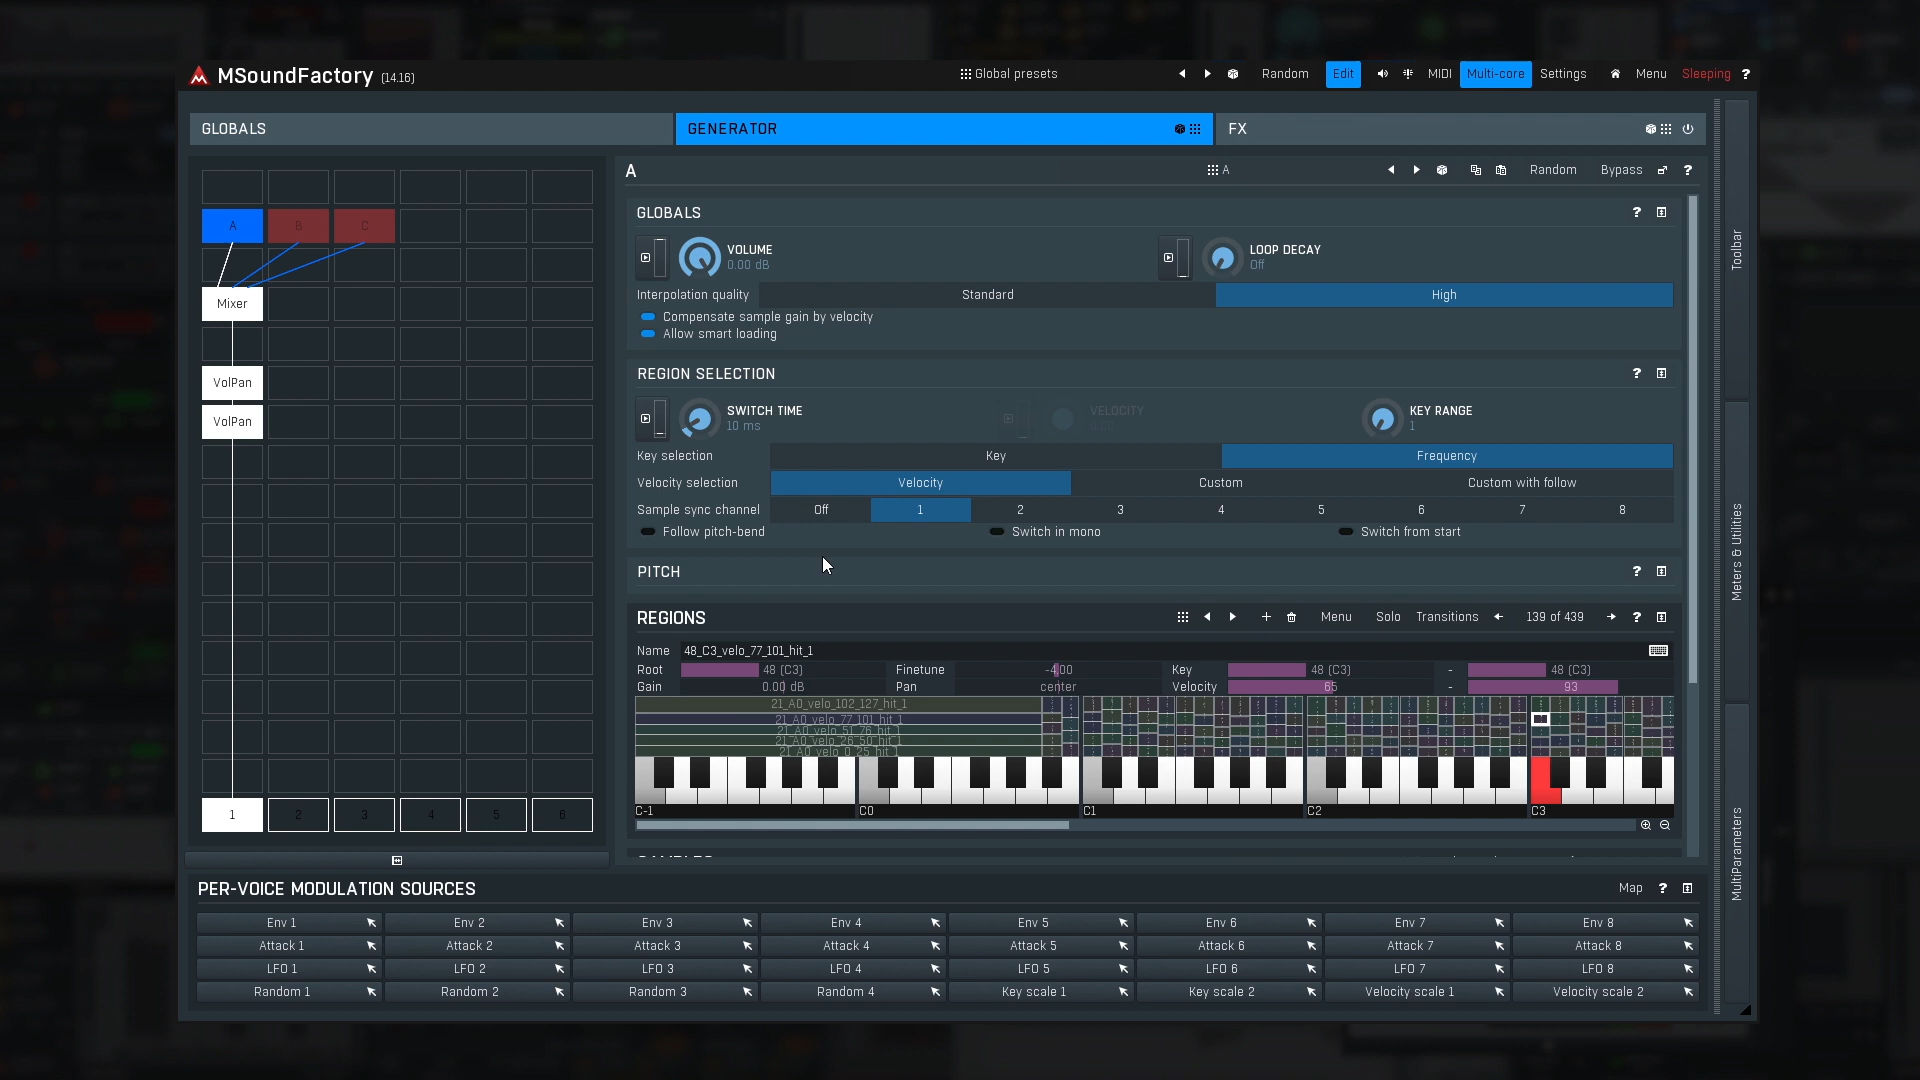 MSoundFactory (14.16)
Global presets
Random
Edit
MIDI
Multi-core
Settings
Menu
Sleeping ?
GLOBALS
GENERATOR
FX
A
A
Random
Bypass
?
A
B
C
Mixer
VolPan
VolPan
1
2
3
4
5
6
GLOBALS
?
VOLUME
0.00 dB
LOOP DECAY
Off
Interpolation quality
Standard
High
Compensate sample gain by velocity
Allow smart loading
REGION SELECTION
?
SWITCH TIME
10 ms
VELOCITY
KEY RANGE
1
Key selection
Key
Frequency
Velocity selection
Velocity
Custom
Custom with follow
Sample sync channel
Off
1
2
3
4
5
6
7
8
Follow pitch-bend
Switch in mono
Switch from start
PITCH
?
REGIONS
Menu
Solo
Transitions
139 of 439
?
Name 48_C3_velo_77_101_hit_1
Root 48 (C3) Finetune -4.00 Key 48 (C3) - 48 (C3)
Gain 0.00 dB Pan center Velocity 65 - 93
21_A0_velo_102_127_hit_1
21_A0_velo_77_101_hit_1
21_A0_velo_51_76_hit_1
21_A0_velo_26_50_hit_1
21_A0_velo_0_25_hit_1
C-1 C0 C1 C2 C3
PER-VOICE MODULATION SOURCES
Map ?
Env 1 Env 2 Env 3 Env 4 Env 5 Env 6 Env 7 Env 8
Attack 1 Attack 2 Attack 3 Attack 4 Attack 5 Attack 6 Attack 7 Attack 8
LFO 1 LFO 2 LFO 3 LFO 4 LFO 5 LFO 6 LFO 7 LFO 8
Random 1 Random 2 Random 3 Random 4 Key scale 1 Key scale 2 Velocity scale 1 Velocity scale 2
Toolbar
Meters & Utilities
MultiParameters